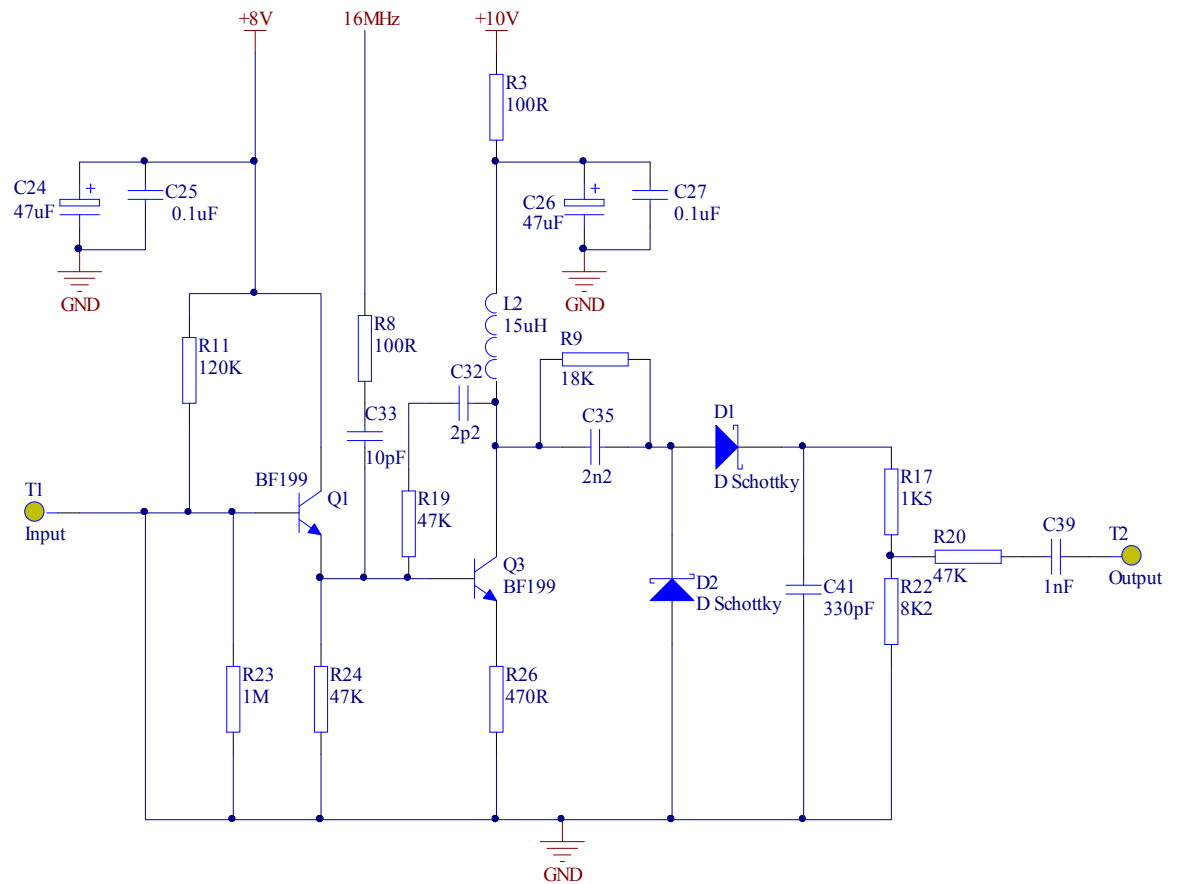 +8V
16MHz
+10V
R3
100R
C24
47uF
+
C25
0.1uF
C26
47uF
+
C27
0.1uF
GND
GND
R11
120K
R8
100R
L2
15uH
R9
18K
C32
2p2
C33
10pF
C35
2n2
D1
D Schottky
BF199
Q1
R19
47K
R17
1K5
T1
Input
Q3
BF199
D2
D Schottky
C41
330pF
R20
47K
C39
1nF
T2
Output
R22
8K2
R23
1M
R24
47K
R26
470R
GND